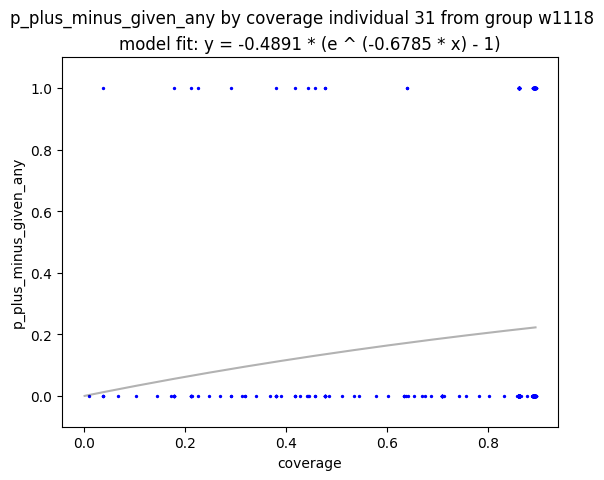 p_plus_minus_given_any by coverage individual 31 from group w1118
model fit: y = -0.4891 * (e ^ (-0.6785 * x) - 1)
1.0
0.8
0.6
0.4
0.2
0.0
p_plus_minus_given_any
0.0 0.2 0.4 0.6 0.8
coverage